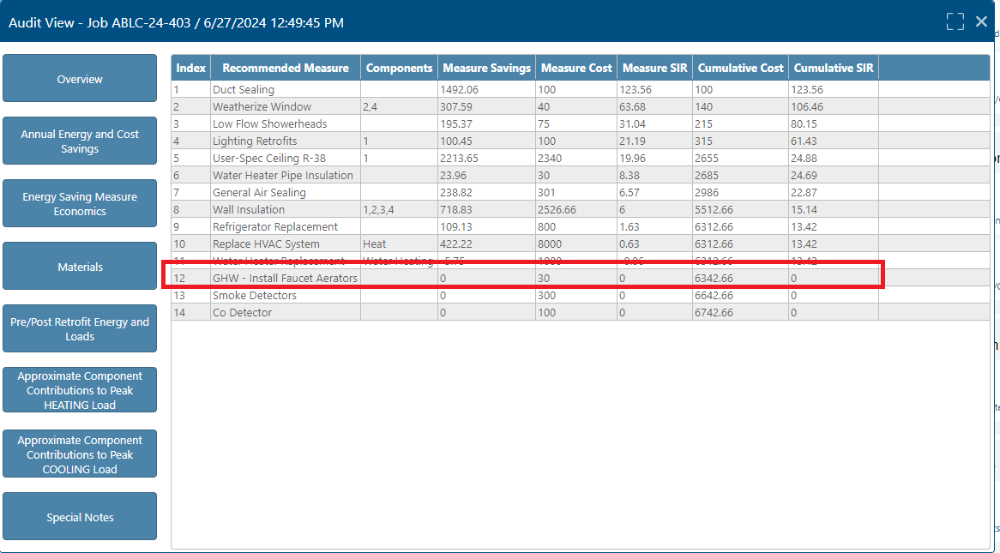 Audit View - Job ABLC-24-403 / 6/27/2024 12:49:45 PM
Overview
Annual Energy and Cost
Savings
Energy Saving Measure
Economics
Materials
Pre/Post Retrofit Energy and
Loads
Approximate Component
Contributions to Peak
HEATING Load
Approximate Component
Contributions to Peak
COOLING Load
Special Notes
Index Recommended Measure Components Measure Savings Measure Cost Measure SIR Cumulative Cost Cumulative SIR
1 Duct Sealing 1492.06 100 123.56 100 123.56
2 Weatherize Window 2,4 307.59 40 63.68 140 106.46
3 Low Flow Showerheads 195.37 75 31.04 215 80.15
4 Lighting Retrofits 1 100.45 100 21.19 315 61.43
5 User-Spec Ceiling R-38 1 2213.65 2340 19.96 2655 24.88
6 Water Heater Pipe Insulation 23.96 30 8.38 2685 24.69
7 General Air Sealing 238.82 301 6.57 2986 22.87
8 Wall Insulation 1,2,3,4 718.83 2526.66 6 5512.66 15.14
9 Refrigerator Replacement 109.13 800 1.63 6312.66 13.42
10 Replace HVAC System Heat 422.22 8000 0.63 6312.66 13.42
11 Water Heater Replacement Water Heating 6312.66 13.42
12 GHW - Install Faucet Aerators 0 30 0 6342.66 0
13 Smoke Detectors 0 300 0 6642.66 0
14 Co Detector 0 100 0 6742.66 0